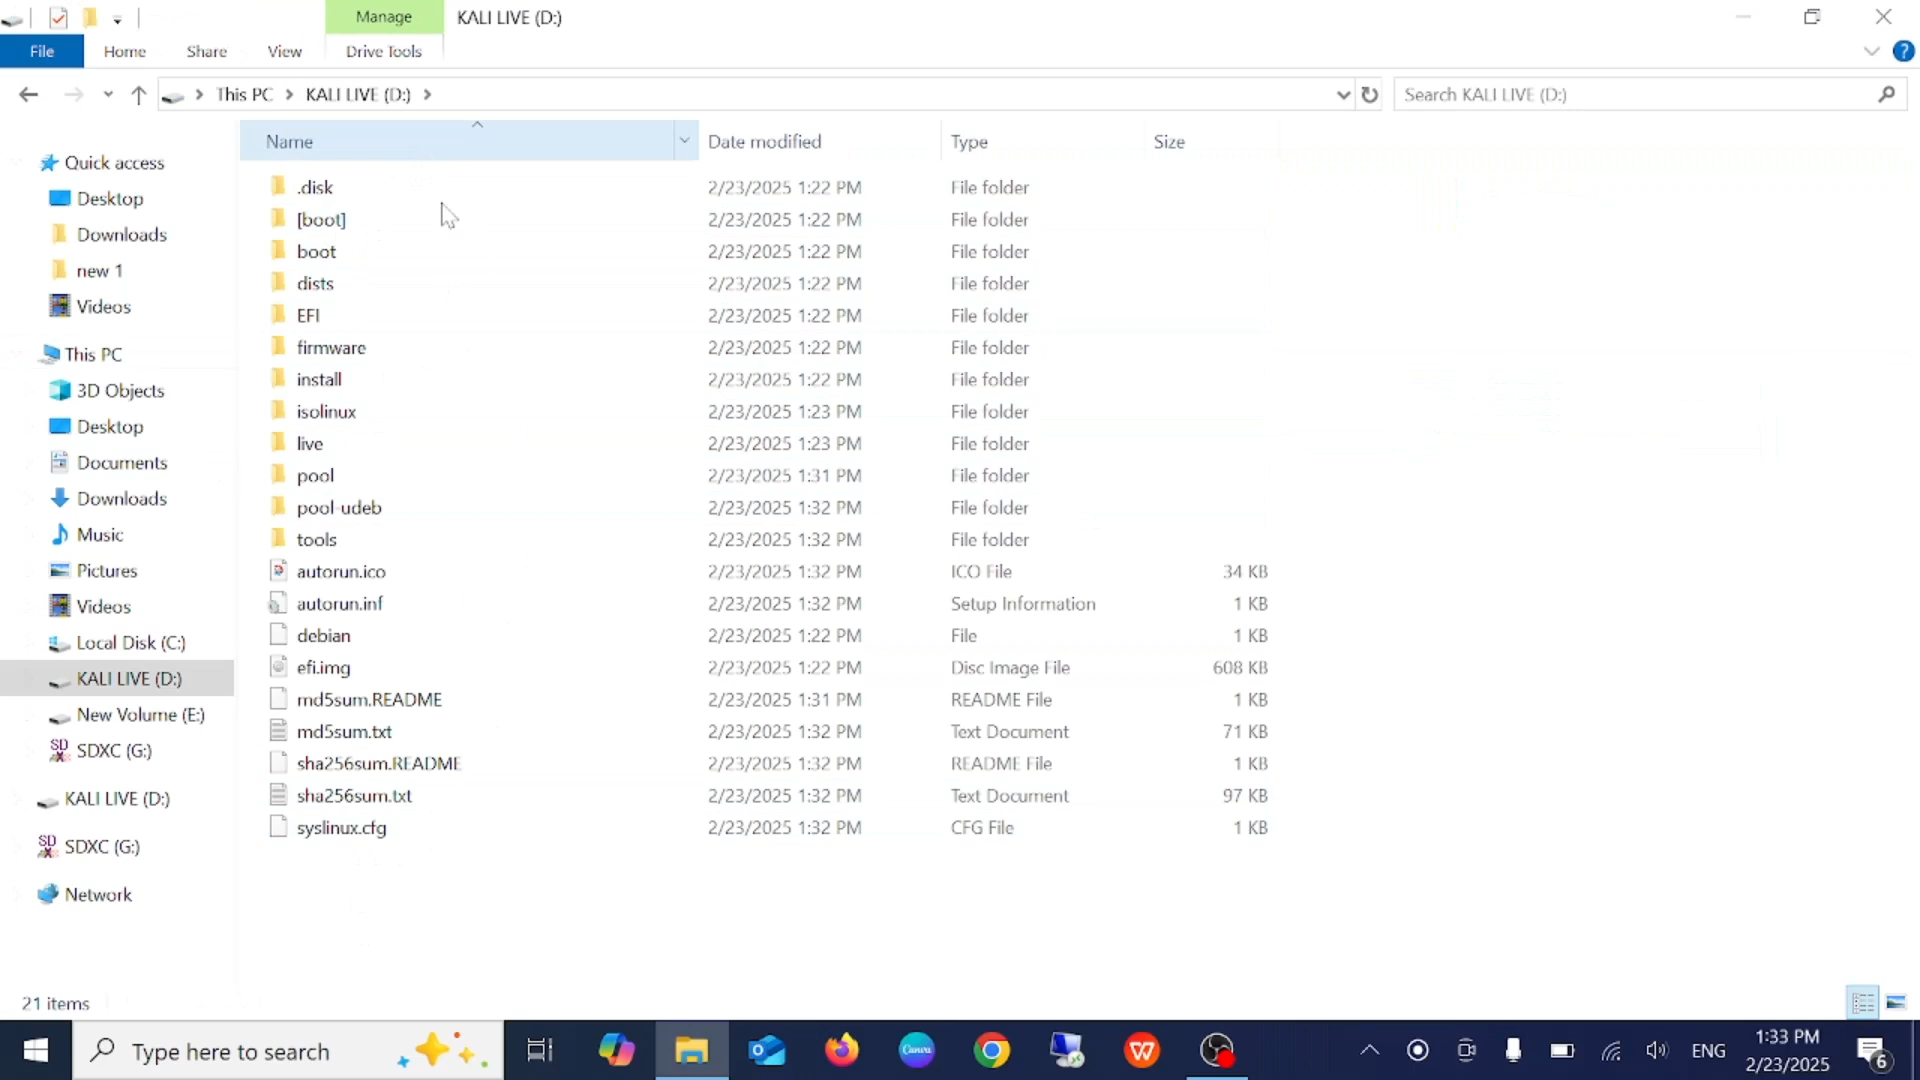 Manage
KALI LIVE (D:)
File
Home
Share
View
Drive Tools
?
This PC
KALI LIVE (D:)
Search KALI LIVE (D:)
Name
Date modified
Type
Size
Quick access
Desktop
Downloads
new 1
Videos
This PC
3D Objects
Desktop
Documents
Downloads
Music
Pictures
Videos
Local Disk (C:)
KALI LIVE (D:)
New Volume (E:)
SD SDXC (G:)
KALI LIVE (D:)
SD SDXC (G:)
Network
.disk 2/23/2025 1:22 PM File folder
[boot] 2/23/2025 1:22 PM File folder
boot 2/23/2025 1:22 PM File folder
dists 2/23/2025 1:22 PM File folder
EFI 2/23/2025 1:22 PM File folder
firmware 2/23/2025 1:22 PM File folder
install 2/23/2025 1:22 PM File folder
isolinux 2/23/2025 1:23 PM File folder
live 2/23/2025 1:23 PM File folder
pool 2/23/2025 1:31 PM File folder
pool-udeb 2/23/2025 1:32 PM File folder
tools 2/23/2025 1:32 PM File folder
autorun.ico 2/23/2025 1:32 PM ICO File 34 KB
autorun.inf 2/23/2025 1:32 PM Setup Information 1 KB
debian 2/23/2025 1:22 PM File 1 KB
efi.img 2/23/2025 1:22 PM Disc Image File 608 KB
md5sum.README 2/23/2025 1:31 PM README File 1 KB
md5sum.txt 2/23/2025 1:32 PM Text Document 71 KB
sha256sum.README 2/23/2025 1:32 PM README File 1 KB
sha256sum.txt 2/23/2025 1:32 PM Text Document 97 KB
syslinux.cfg 2/23/2025 1:32 PM CFG File 1 KB
21 items
Type here to search
Canva
ENG
1:33 PM
2/23/2025
6